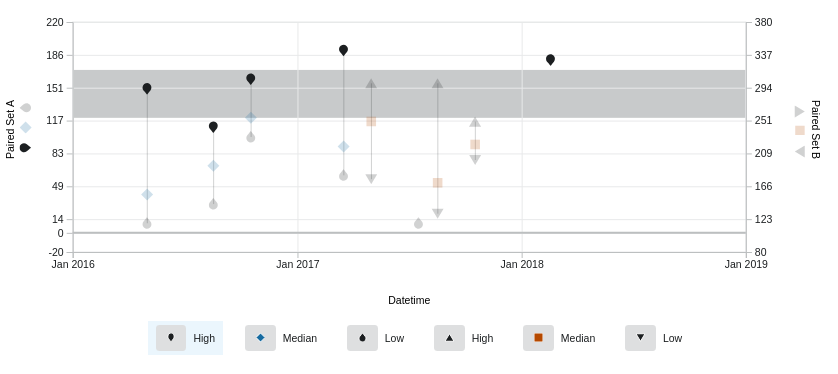 220
186
151
117
83
49
14
0
-20
380
337
294
251
209
166
123
80
Paired Set A
Paired Set B
Jan 2016
Jan 2017
Jan 2018
Jan 2019
Datetime
High
Median
Low
High
Median
Low